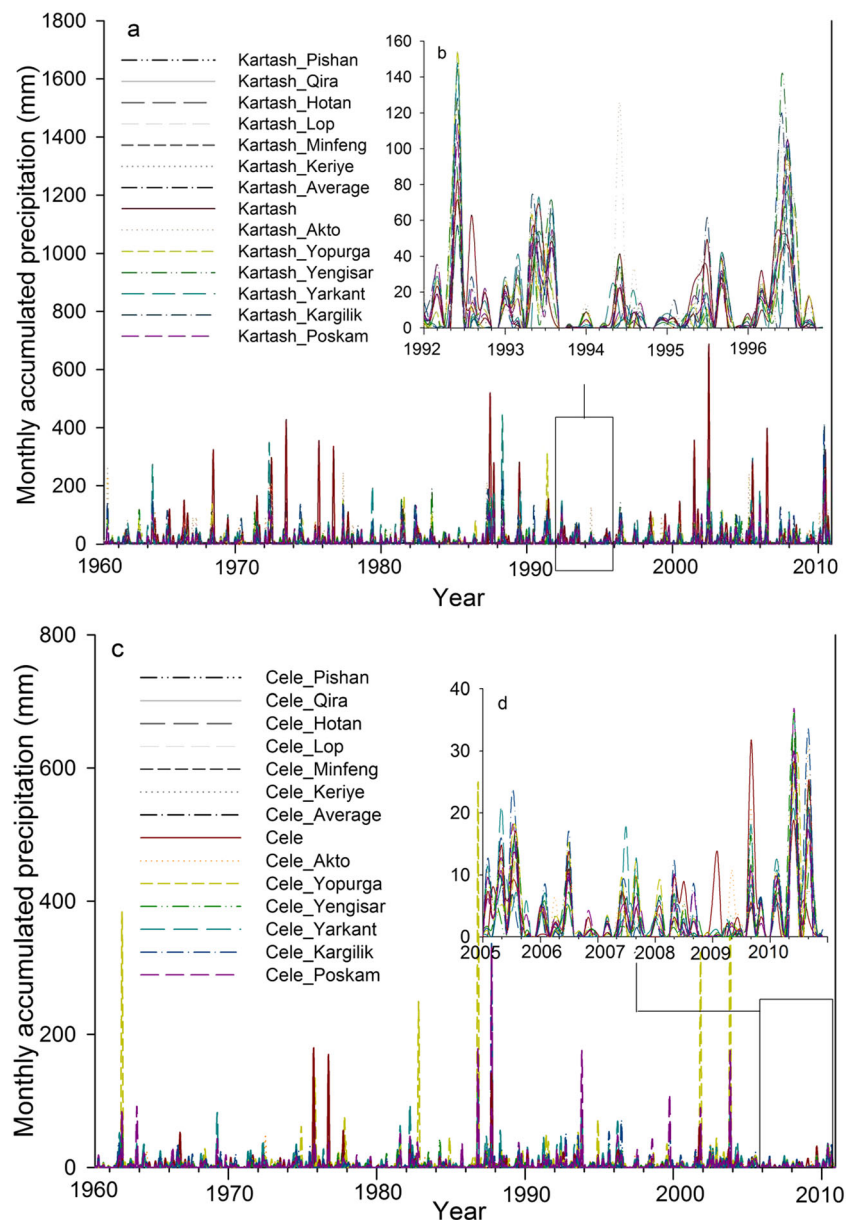 a
Monthly accumulated precipitation (mm)
1800
1600
1400
1200
1000
800
600
400
200
0
Kartash_Pishan
Kartash_Qira
Kartash_Hotan
Kartash_Lop
Kartash_Minfeng
Kartash_Keriye
Kartash_Average
Kartash
Kartash_Akto
Kartash_Yopurga
Kartash_Yengisar
Kartash_Yarkant
Kartash_Kargilik
Kartash_Poskam
b
160
140
120
100
80
60
40
20
0
1992 1993 1994 1995 1996
1960 1970 1980 1990 2000 2010
Year
c
Monthly accumulated precipitation (mm)
800
600
400
200
0
Cele_Pishan
Cele_Qira
Cele_Hotan
Cele_Lop
Cele_Minfeng
Cele_Keriye
Cele_Average
Cele
Cele_Akto
Cele_Yopurga
Cele_Yengisar
Cele_Yarkant
Cele_Kargilik
Cele_Poskam
d
40
30
20
10
0
2005 2006 2007 2008 2009 2010
1960 1970 1980 1990 2000 2010
Year